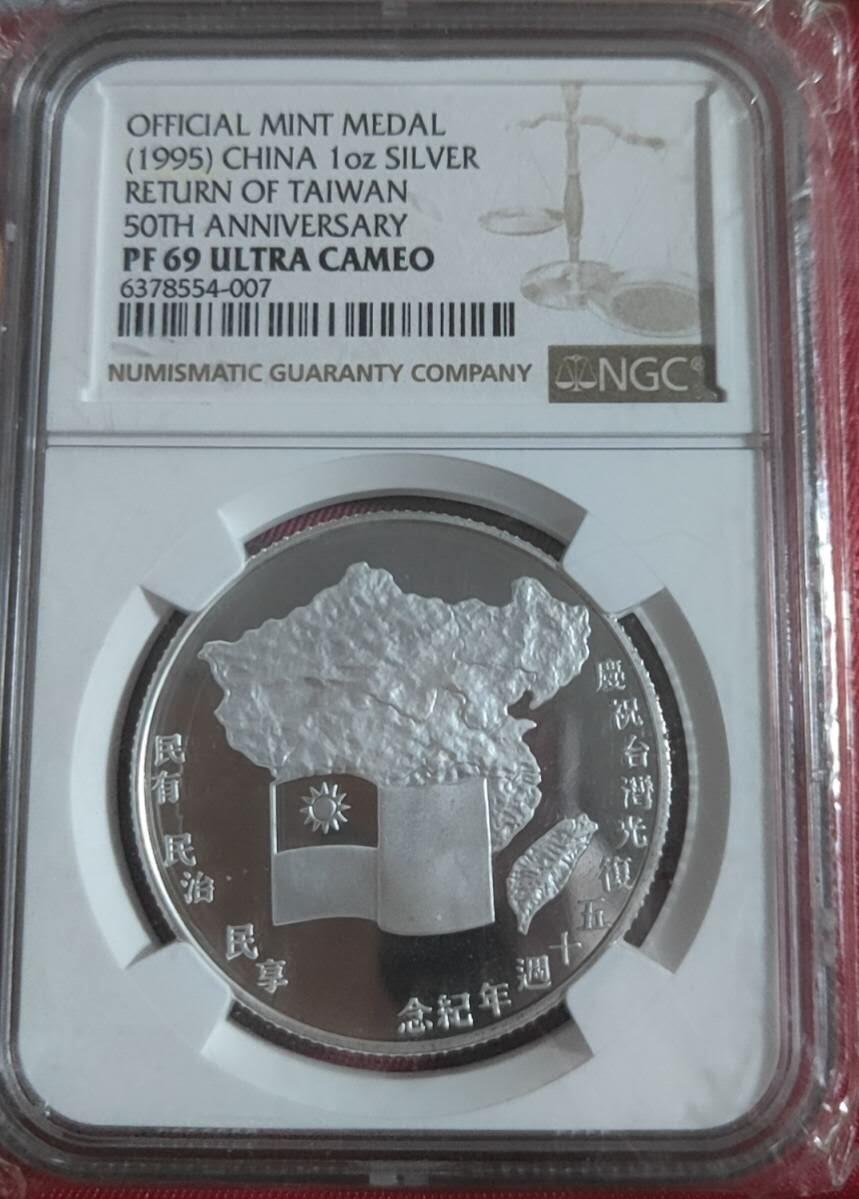 OFFICIAL MINT MEDAL
(1995) CHINA 1oz SILVER
RETURN OF TAIWAN
50TH ANNIVERSARY
PF 69 ULTRA CAMEO
6378554-007
NUMISMATIC GUARANTY COMPANY
NGC
慶祝台灣光復五十週年紀念
民有 民治 民享